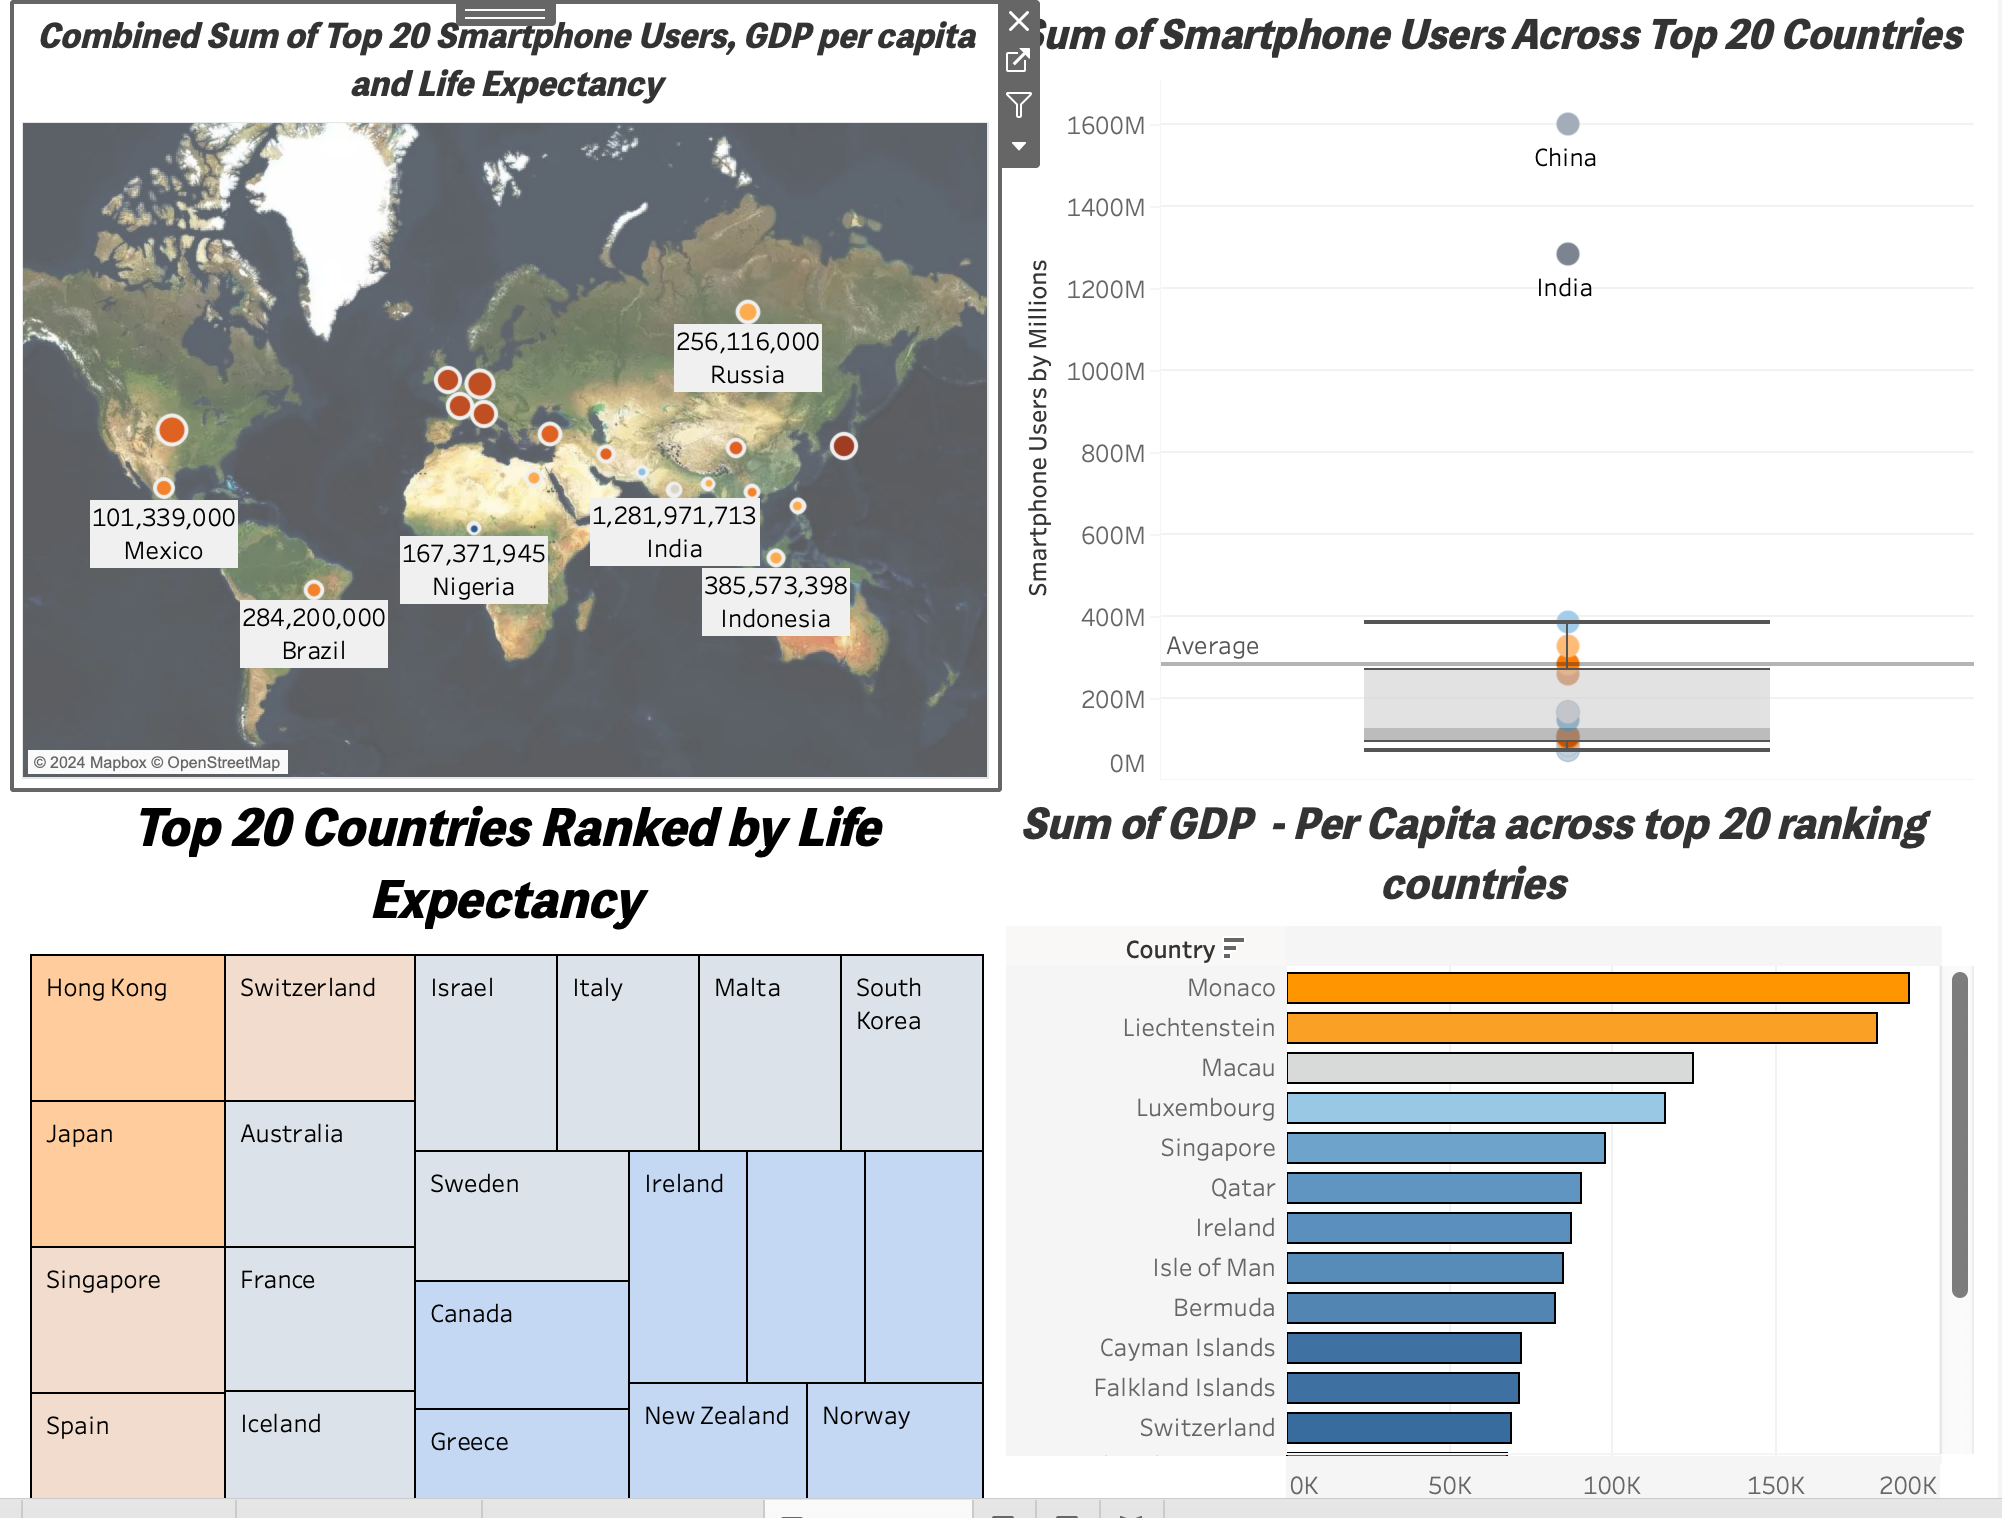 Combined Sum of Top 20 Smartphone Users, GDP per capita
and Life Expectancy
256,116,000
Russia
101,339,000
Mexico
167,371,945
Nigeria
1,281,971,713
India
385,573,398
Indonesia
284,200,000
Brazil
© 2024 Mapbox © OpenStreetMap
Sum of Smartphone Users Across Top 20 Countries
Smartphone Users by Millions
1600M
1400M
1200M
1000M
800M
600M
400M
200M
0M
China
India
Average
Top 20 Countries Ranked by Life
Expectancy
Hong Kong
Switzerland
Israel
Italy
Malta
South
Korea
Japan
Australia
Sweden
Ireland
Singapore
France
Canada
Spain
Iceland
Greece
New Zealand
Norway
Sum of GDP - Per Capita across top 20 ranking
countries
Country
Monaco
Liechtenstein
Macau
Luxembourg
Singapore
Qatar
Ireland
Isle of Man
Bermuda
Cayman Islands
Falkland Islands
Switzerland
0K
50K
100K
150K
200K